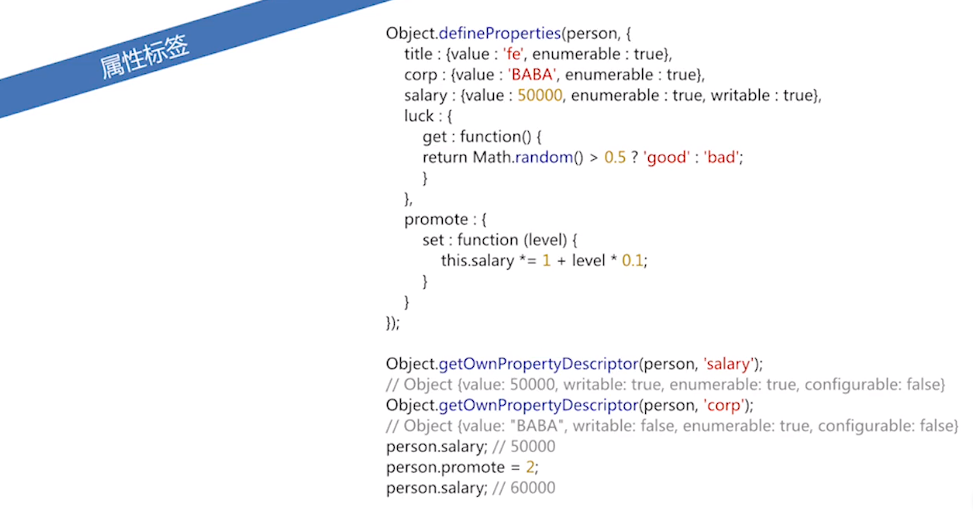 属性标签
Object.defineProperties(person, {
title : {value : 'fe', enumerable : true},
corp : {value : 'BABA', enumerable : true},
salary : {value : 50000, enumerable : true, writable : true},
luck : {
get : function() {
return Math.random() > 0.5 ? 'good' : 'bad';
}
},
promote : {
set : function (level) {
this.salary *= 1 + level * 0.1;
}
}
});
Object.getOwnPropertyDescriptor(person, 'salary');
// Object {value: 50000, writable: true, enumerable: true, configurable: false}
Object.getOwnPropertyDescriptor(person, 'corp');
// Object {value: "BABA", writable: false, enumerable: true, configurable: false}
person.salary; // 50000
person.promote = 2;
person.salary; // 60000